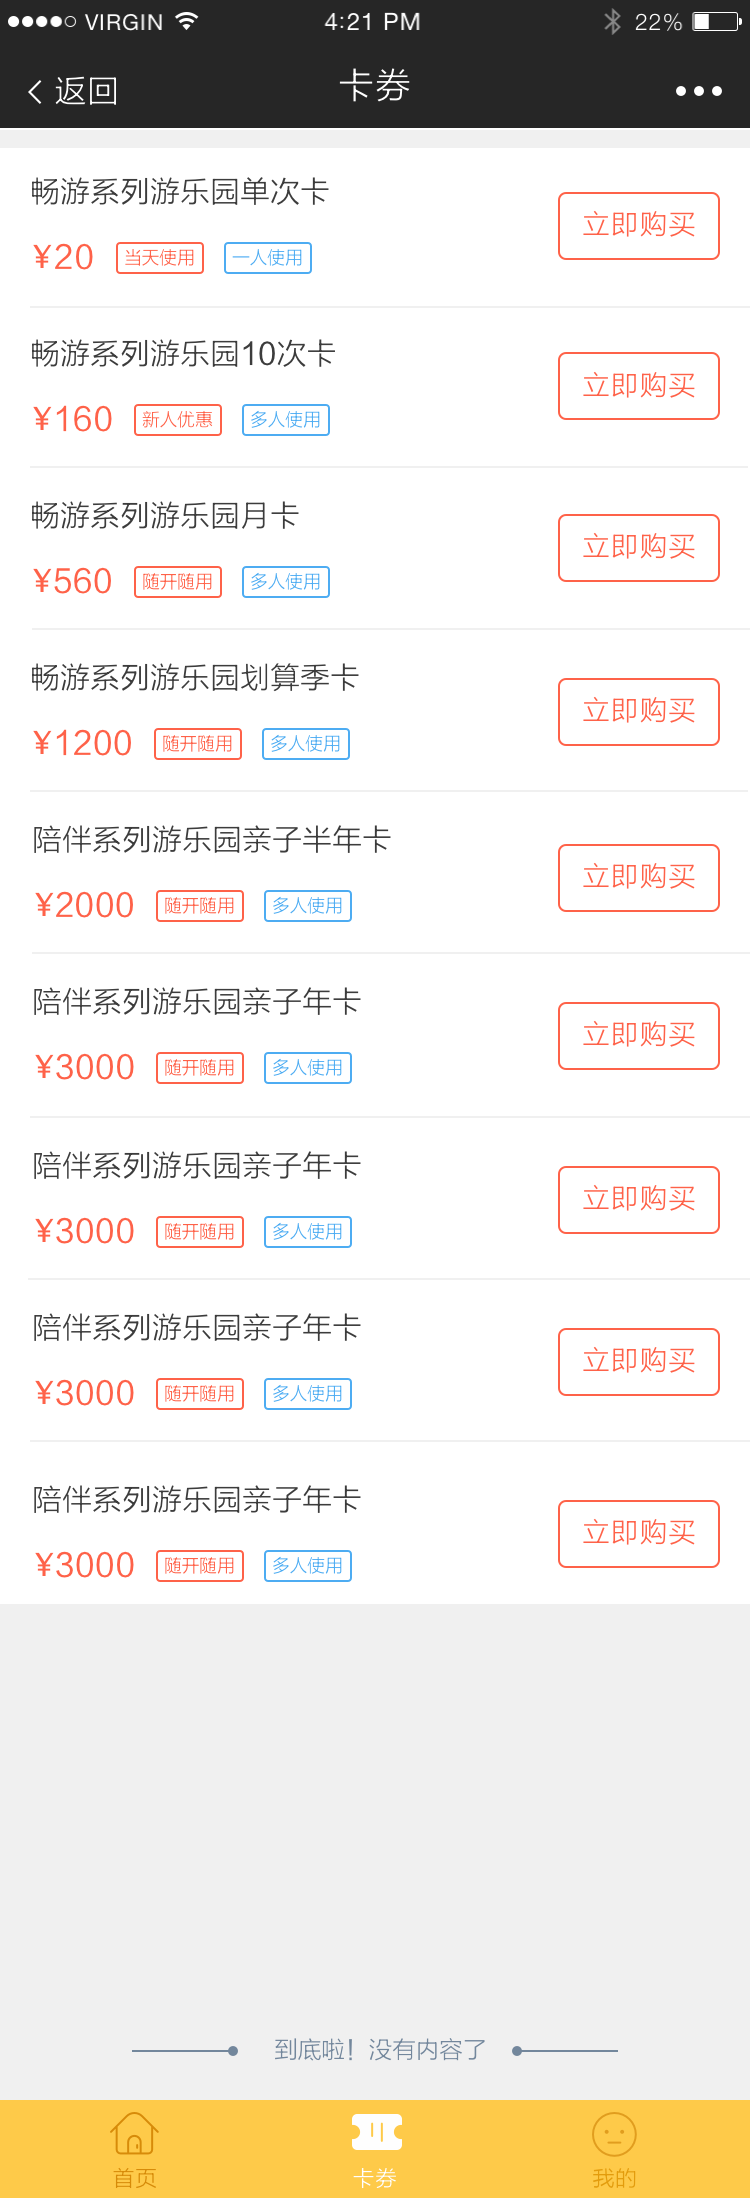 VIRGIN 4:21 PM 22%
返回 卡券
畅游系列游乐园单次卡
¥20 当天使用 一人使用 立即购买
畅游系列游乐园10次卡
¥160 新人优惠 多人使用 立即购买
畅游系列游乐园月卡
¥560 随开随用 多人使用 立即购买
畅游系列游乐园划算季卡
¥1200 随开随用 多人使用 立即购买
陪伴系列游乐园亲子半年卡
¥2000 随开随用 多人使用 立即购买
陪伴系列游乐园亲子年卡
¥3000 随开随用 多人使用 立即购买
陪伴系列游乐园亲子年卡
¥3000 随开随用 多人使用 立即购买
陪伴系列游乐园亲子年卡
¥3000 随开随用 多人使用 立即购买
陪伴系列游乐园亲子年卡
¥3000 随开随用 多人使用 立即购买
到底啦！没有内容了
首页 卡券 我的